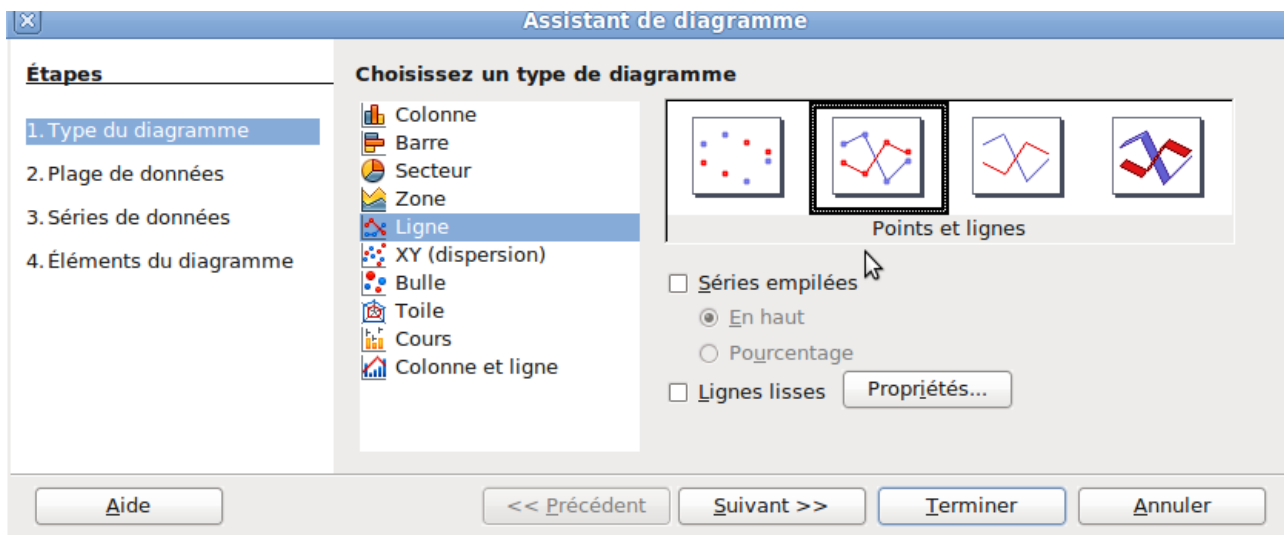 Assistant de diagramme
Étapes
1. Type du diagramme
2. Plage de données
3. Séries de données
4. Éléments du diagramme
Choisissez un type de diagramme
Colonne
Barre
Secteur
Zone
Ligne
XY (dispersion)
Bulle
Toile
Cours
Colonne et ligne
Points et lignes
Séries empilées
En haut
Pourcentage
Lignes lisses
Propriétés...
Aide
<< Précédent
Suivant >>
Terminer
Annuler